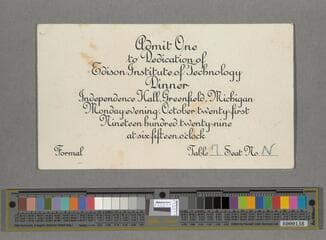 Admit One
to Dedication of
Edison Institute of Technology
Dinner
Independence Hall, Greenfield, Michigan
Monday evening, October twenty-first
Nineteen hundred twenty-nine
at six fifteen o'clock
Formal Table 7 Seat No. N